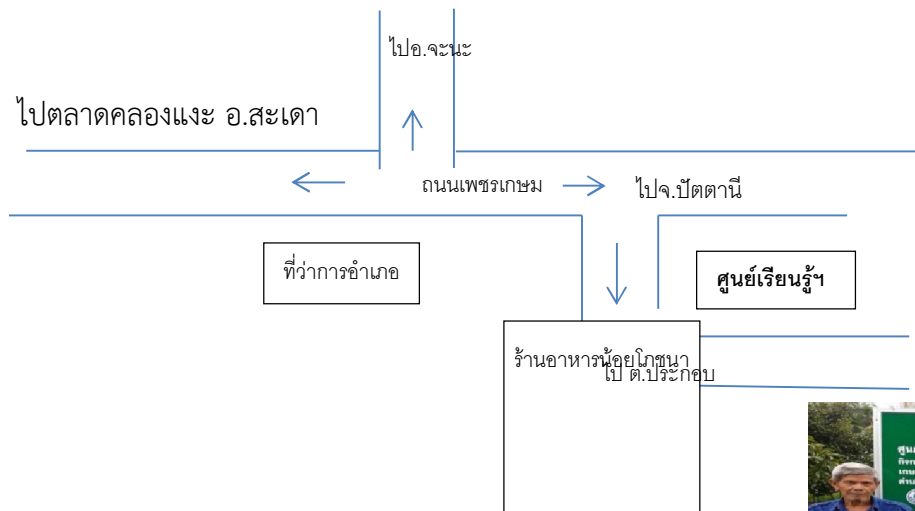 ไปอ.จะนะ
ไปตลาดคลองแงะ อ.สะเดา
ถนนเพชรเกษม
ไปจ.ปัตตานี
ที่ว่าการอำเภอ
ศูนย์เรียนรู้ฯ
ร้านอาหารน้อยโภชนา
ไป ต.ประกอบ